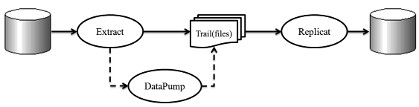 Extract
Trail(files)
Replicat
DataPump